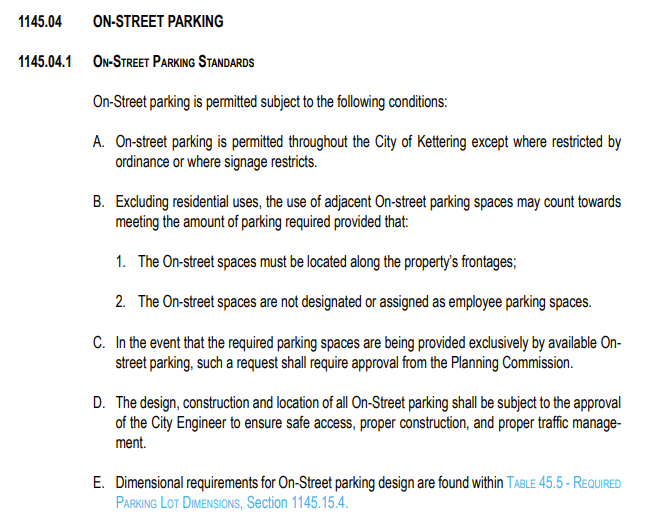 1145.04 ON-STREET PARKING
1145.04.1 ON-STREET PARKING STANDARDS
On-Street parking is permitted subject to the following conditions:
A. On-street parking is permitted throughout the City of Kettering except where restricted by
ordinance or where signage restricts.
B. Excluding residential uses, the use of adjacent On-street parking spaces may count towards
meeting the amount of parking required provided that:
1. The On-street spaces must be located along the property's frontages;
2. The On-street spaces are not designated or assigned as employee parking spaces.
C. In the event that the required parking spaces are being provided exclusively by available On-
street parking, such a request shall require approval from the Planning Commission.
D. The design, construction and location of all On-Street parking shall be subject to the approval
of the City Engineer to ensure safe access, proper construction, and proper traffic manage-
ment.
E. Dimensional requirements for On-Street parking design are found within TABLE 45.5 - REQUIRED
PARKING LOT DIMENSIONS, Section 1145.15.4.